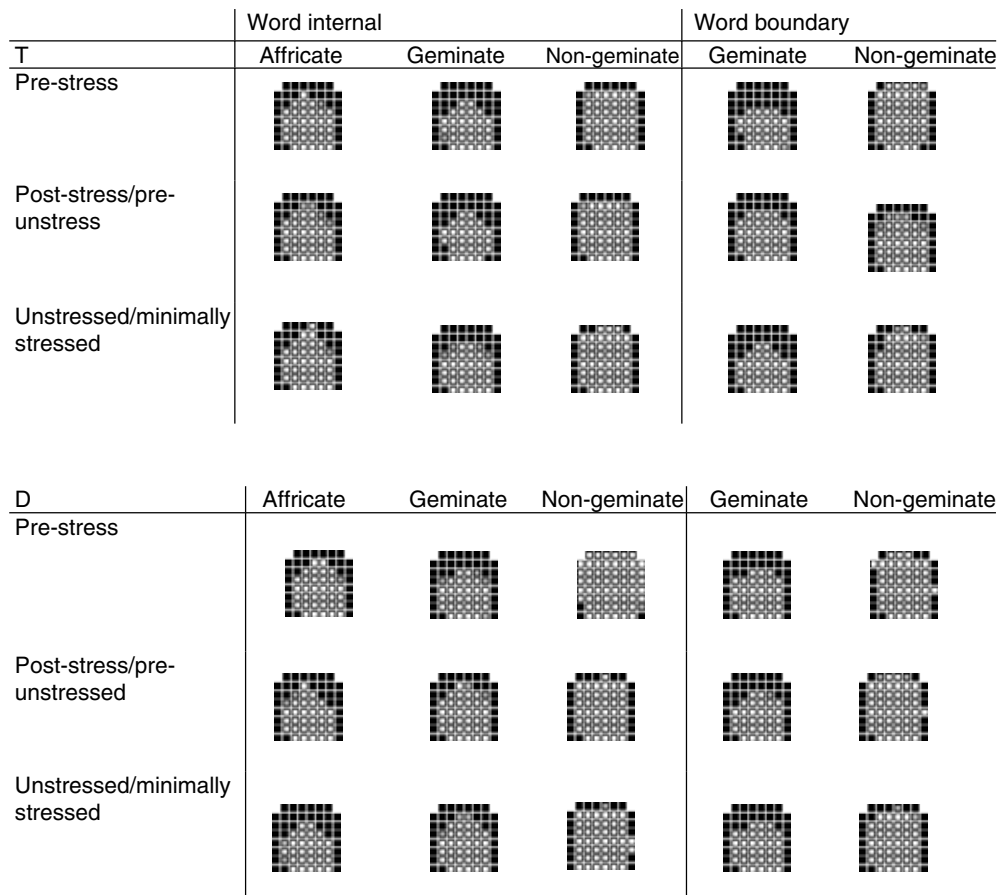 Word internal Word boundary
T Affricate Geminate Non-geminate Geminate Non-geminate
Pre-stress
Post-stress/pre-
unstress
Unstressed/minimally
stressed
D Affricate Geminate Non-geminate Geminate Non-geminate
Pre-stress
Post-stress/pre-
unstressed
Unstressed/minimally
stressed